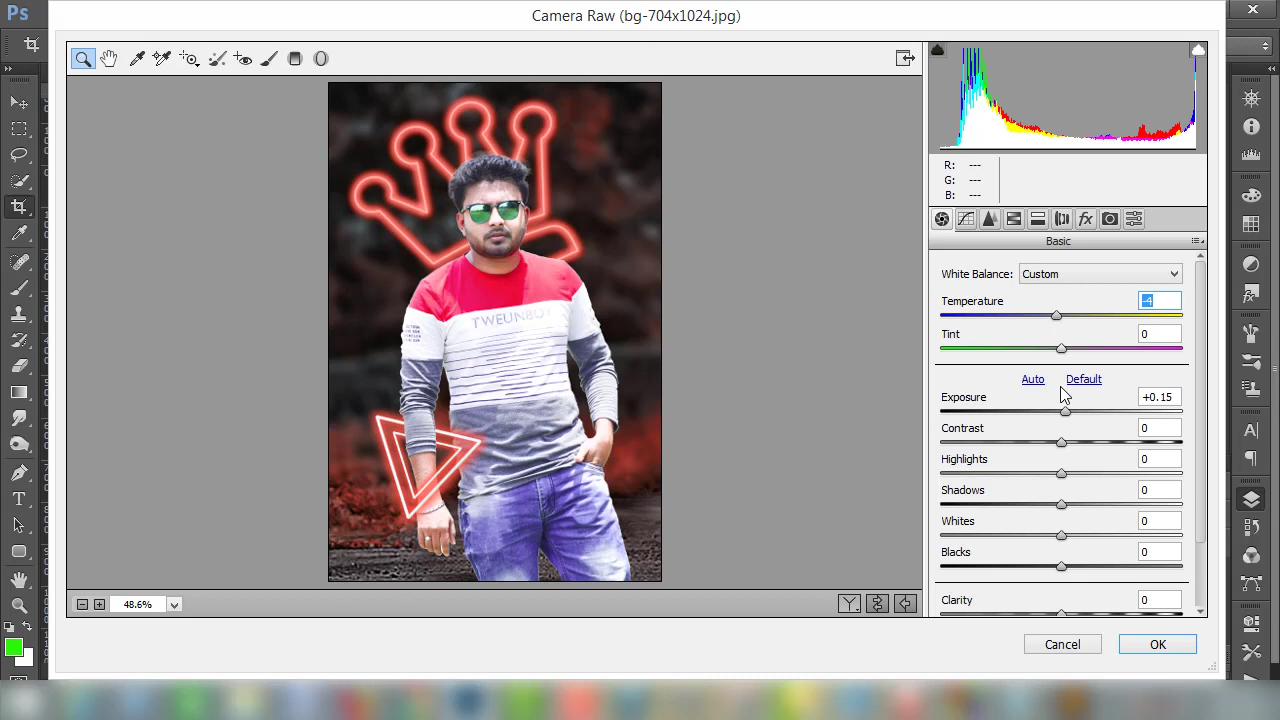 Ps
Camera Raw (bg-704x1024.jpg)
R: ---
G: ---
B: ---
Basic
White Balance: Custom
Temperature -4
Tint 0
Auto Default
Exposure +0.15
Contrast 0
Highlights 0
Shadows 0
Whites 0
Blacks 0
Clarity 0
TWEUNBOY
48.6%
Cancel OK